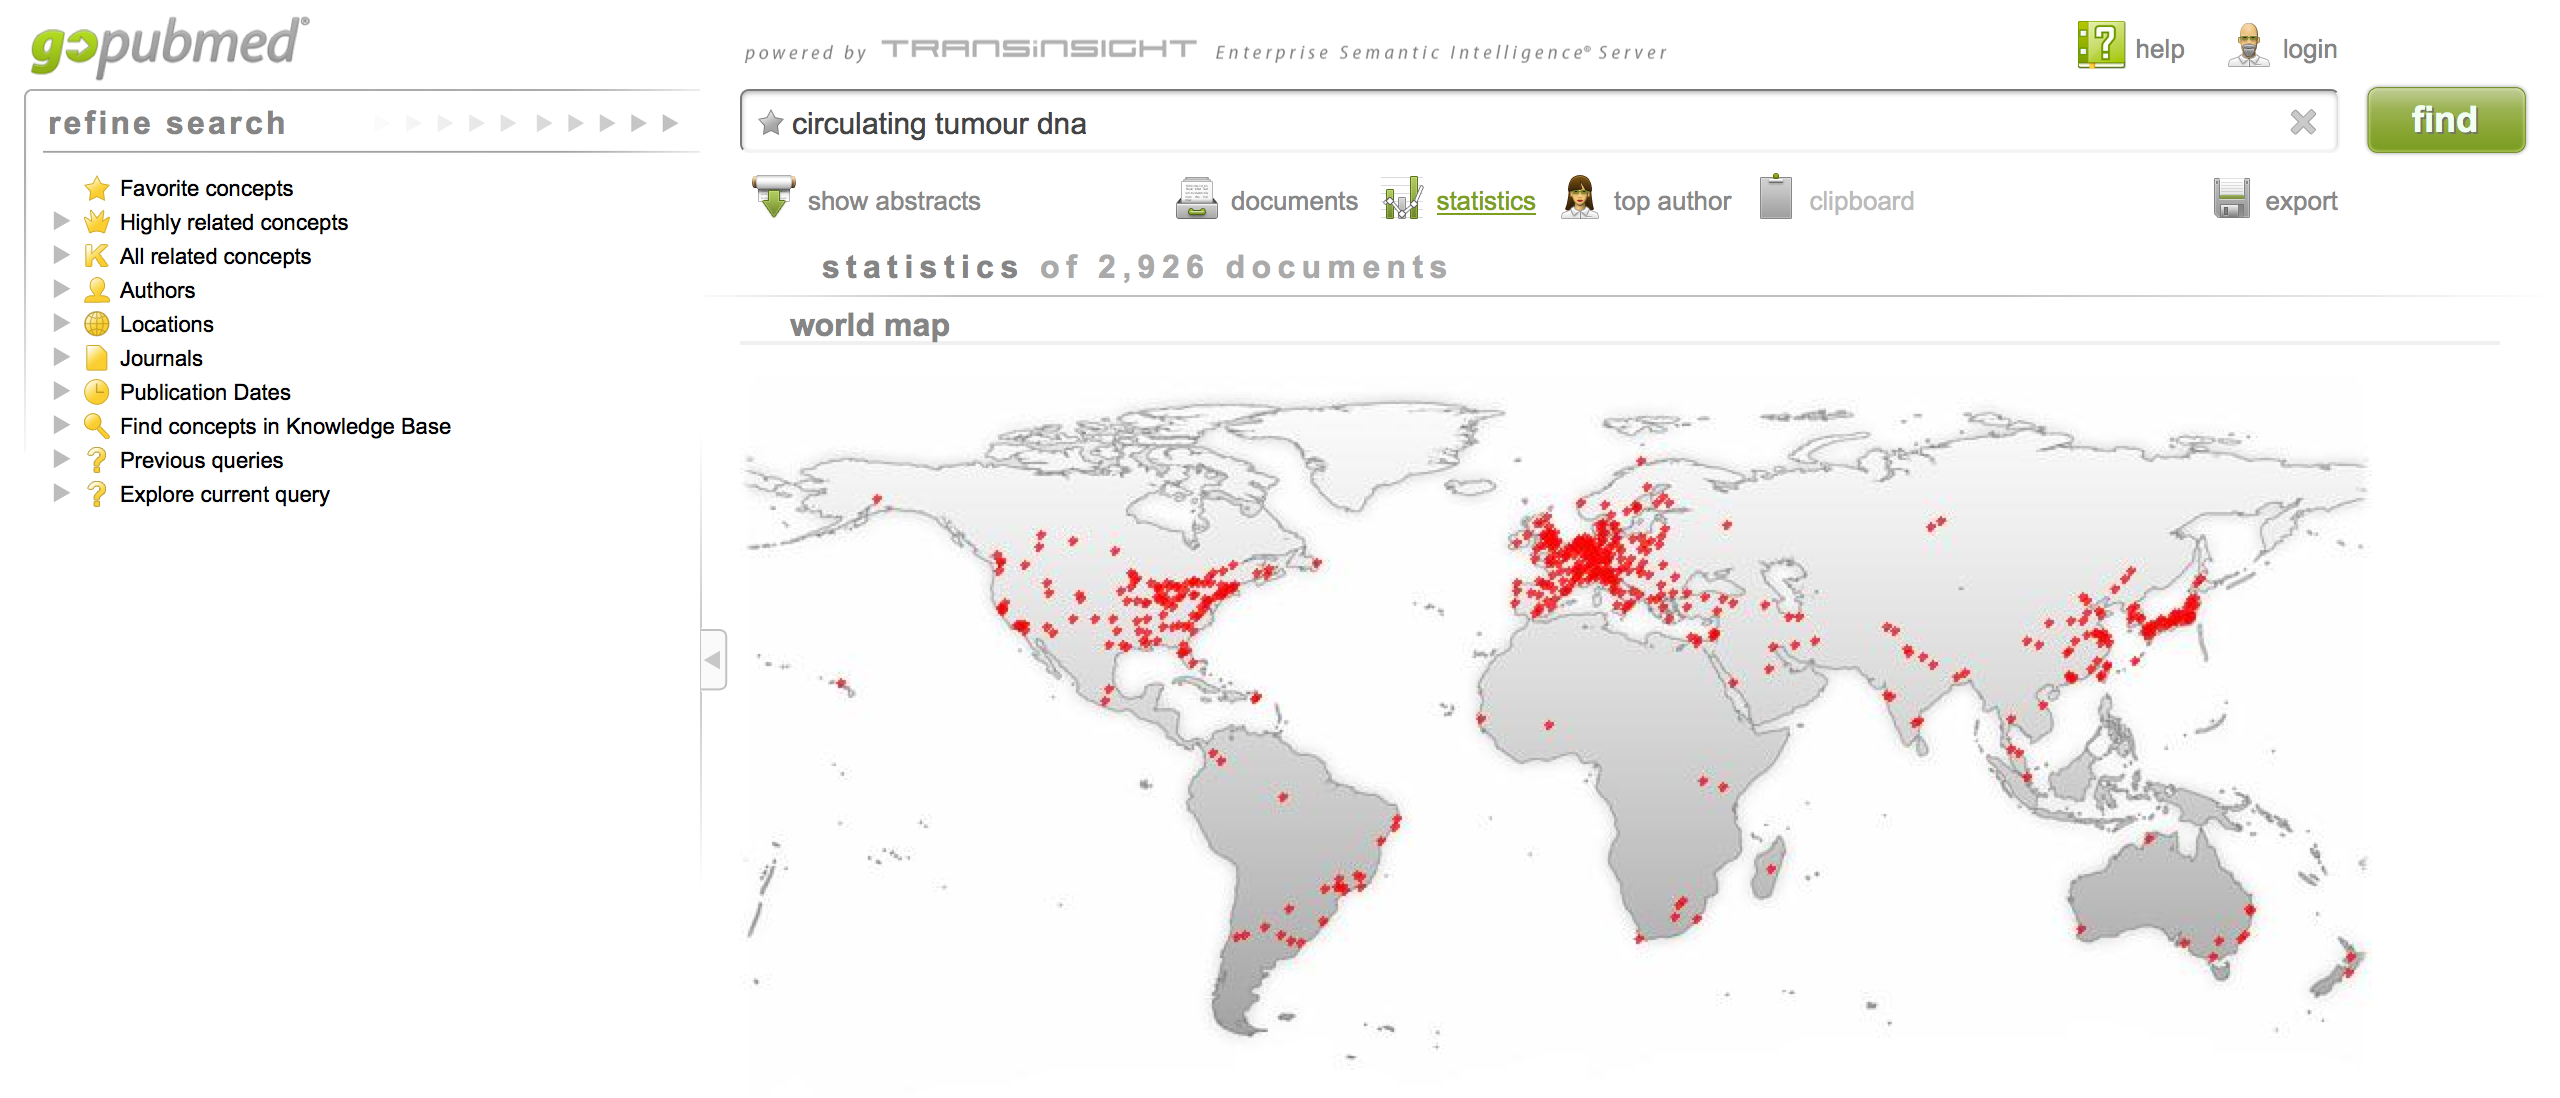 gopubmed®
powered by TRANSINSIGHT Enterprise Semantic Intelligence® Server
help
login
refine search
circulating tumour dna
find
show abstracts
documents
statistics
top author
clipboard
export
statistics of 2,926 documents
world map
Favorite concepts
Highly related concepts
All related concepts
Authors
Locations
Journals
Publication Dates
Find concepts in Knowledge Base
Previous queries
Explore current query